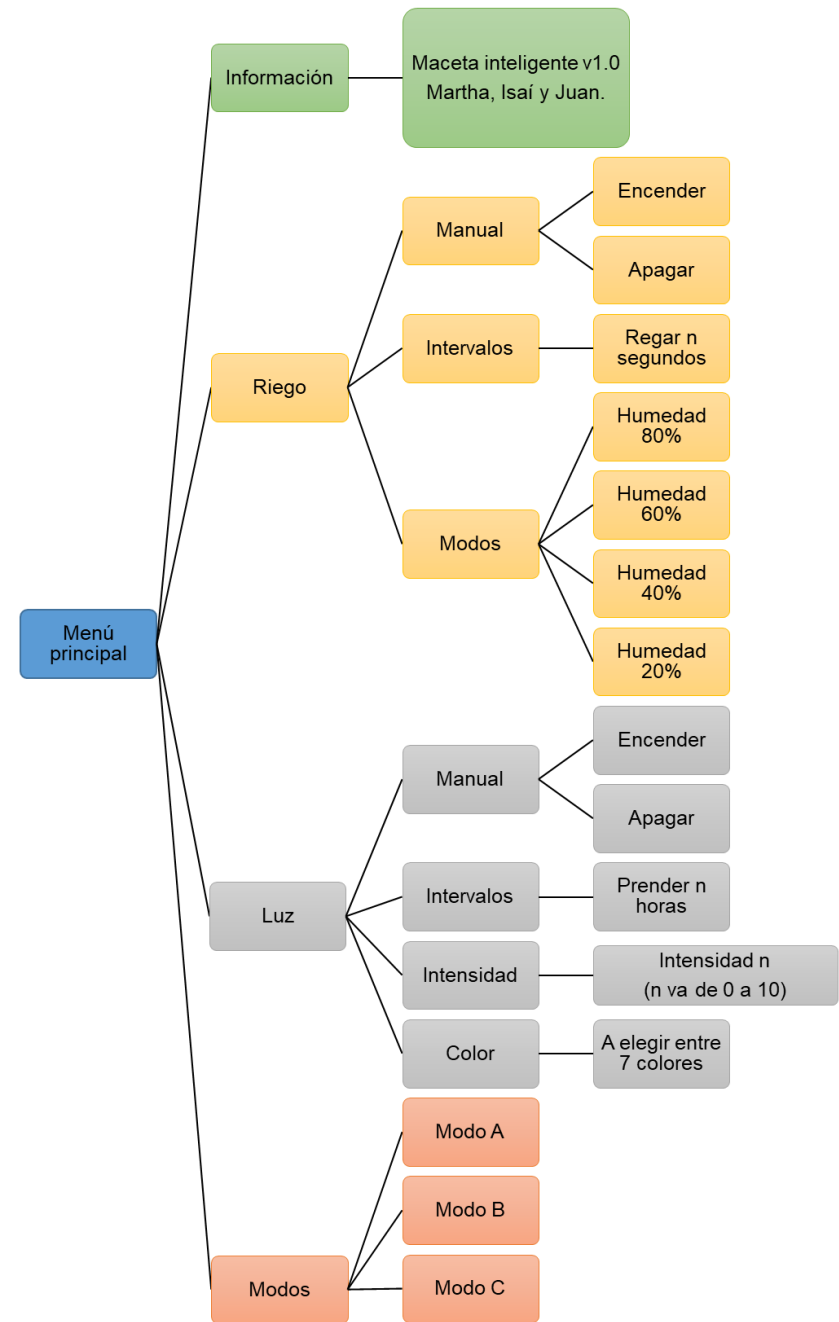 Menú
principal
Información
Maceta inteligente v1.0
Martha, Isaí y Juan.
Riego
Manual
Encender
Apagar
Intervalos
Regar n
segundos
Modos
Humedad
80%
Humedad
60%
Humedad
40%
Humedad
20%
Luz
Manual
Encender
Apagar
Intervalos
Prender n
horas
Intensidad
Intensidad n
(n va de 0 a 10)
Color
A elegir entre
7 colores
Modos
Modo A
Modo B
Modo C